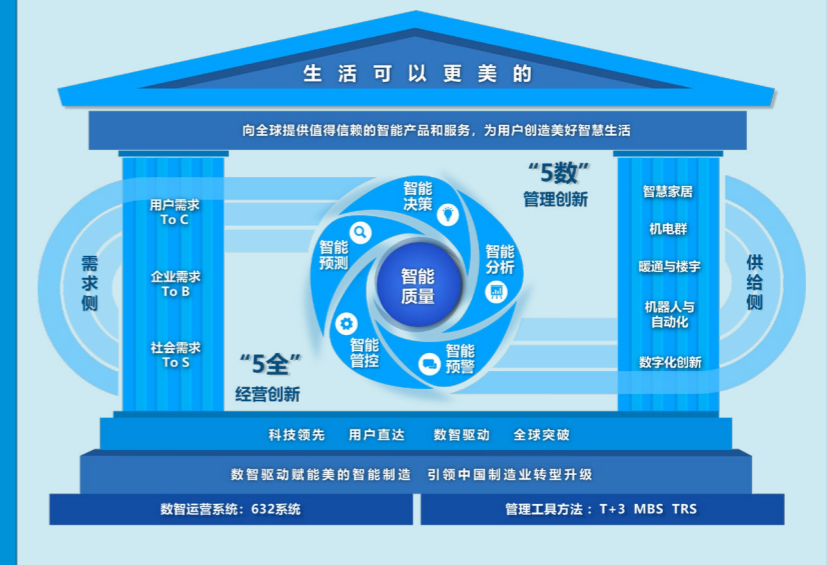 生活可以更美的
向全球提供值得信赖的智能产品和服务，为用户创造美好智慧生活
需求侧
用户需求
To C
企业需求
To B
社会需求
To S
“5全”
经营创新
智能
决策
智能
预测
智能
分析
智能
质量
智能
管控
智能
预警
“5数”
管理创新
智慧家居
机电群
暖通与楼宇
机器人与
自动化
数字化创新
供给侧
科技领先 用户直达 数智驱动 全球突破
数智驱动赋能美的智能制造 引领中国制造业转型升级
数智运营系统：632系统
管理工具方法：T+3 MBS TRS